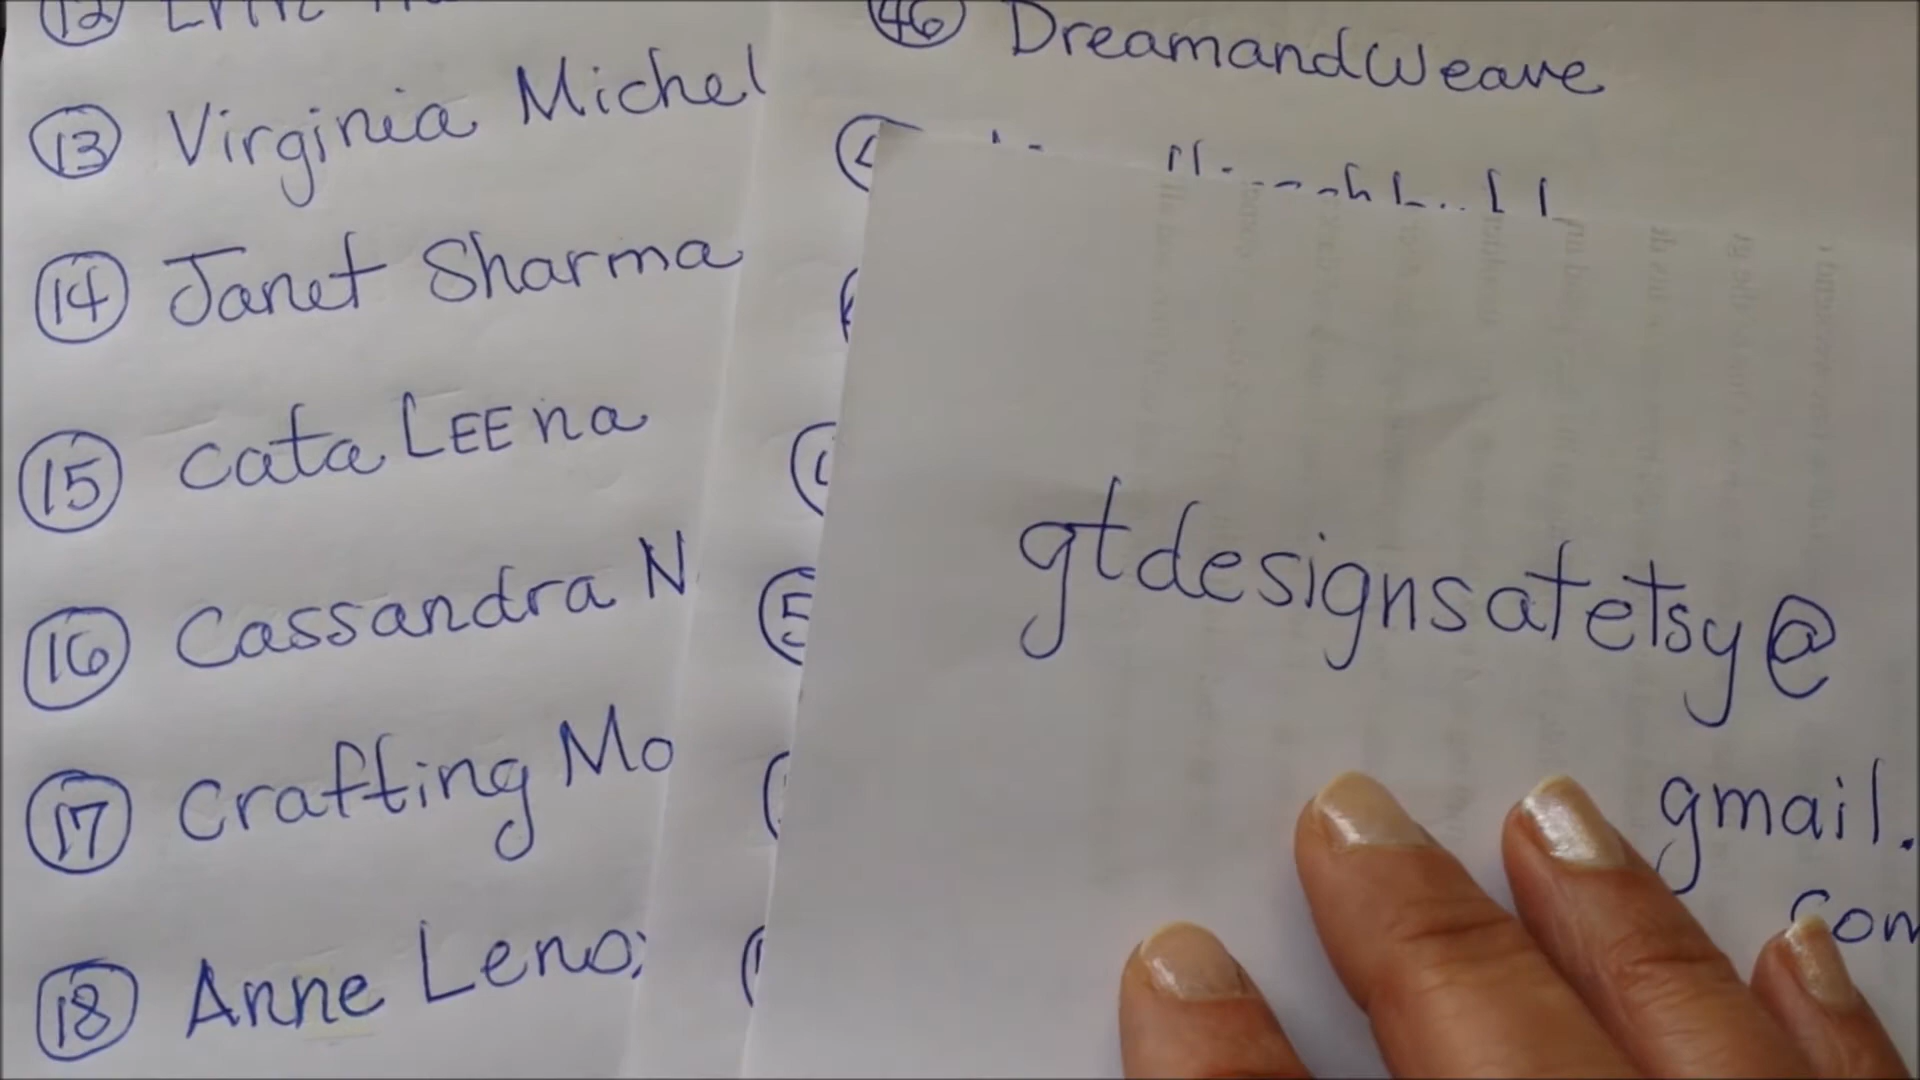 12
13 Virginia Michel
14 Janet Sharma
15 cata LEEna
16 Cassandra N
17 Crafting Mo
18 Anne Leno
46 DreamandWeave
gtdesignsatetsy@
gmail.
com